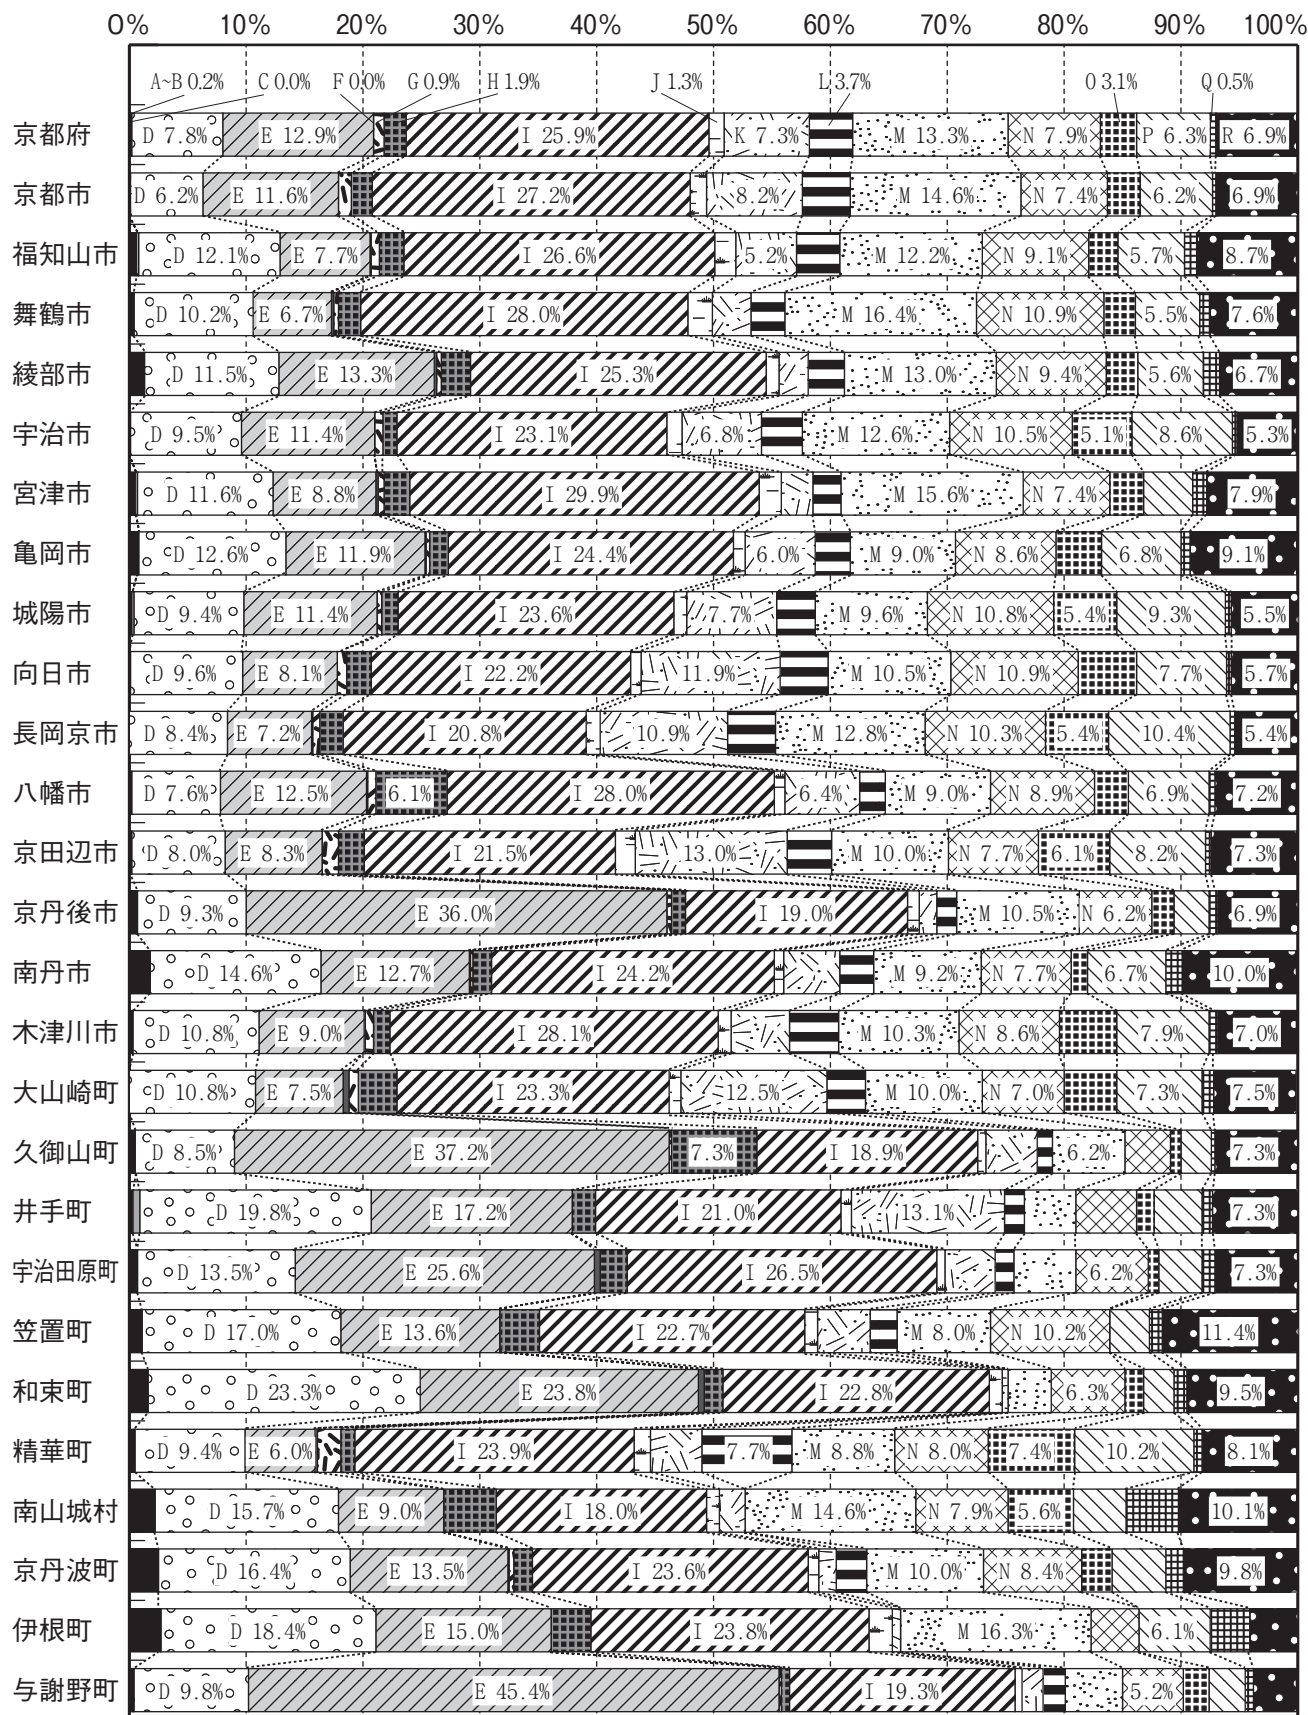 0% 10% 20% 30% 40% 50% 60% 70% 80% 90% 100%
A~B 0.2% C 0.0% F 0.0% G 0.9% H 1.9% J 1.3% L 3.7% O 3.1% Q 0.5%
京都府 D 7.8% E 12.9% I 25.9% K 7.3% M 13.3% N 7.9% P 6.3% R 6.9%
京都市 D 6.2% E 11.6% I 27.2% 8.2% M 14.6% N 7.4% 6.2% 6.9%
福知山市 D 12.1% E 7.7% I 26.6% 5.2% M 12.2% N 9.1% 5.7% 8.7%
舞鶴市 D 10.2% E 6.7% I 28.0% M 16.4% N 10.9% 5.5% 7.6%
綾部市 D 11.5% E 13.3% I 25.3% M 13.0% N 9.4% 5.6% 6.7%
宇治市 D 9.5% E 11.4% I 23.1% 6.8% M 12.6% N 10.5% 5.1% 8.6% 5.3%
宮津市 D 11.6% E 8.8% I 29.9% M 15.6% N 7.4% 7.9%
亀岡市 D 12.6% E 11.9% I 24.4% 6.0% M 9.0% N 8.6% 6.8% 9.1%
城陽市 D 9.4% E 11.4% I 23.6% 7.7% M 9.6% N 10.8% 5.4% 9.3% 5.5%
向日市 D 9.6% E 8.1% I 22.2% 11.9% M 10.5% N 10.9% 7.7% 5.7%
長岡京市 D 8.4% E 7.2% I 20.8% 10.9% M 12.8% N 10.3% 5.4% 10.4% 5.4%
八幡市 D 7.6% E 12.5% 6.1% I 28.0% 6.4% M 9.0% N 8.9% 6.9% 7.2%
京田辺市 D 8.0% E 8.3% I 21.5% 13.0% M 10.0% N 7.7% 6.1% 8.2% 7.3%
京丹後市 D 9.3% E 36.0% I 19.0% M 10.5% N 6.2% 6.9%
南丹市 D 14.6% E 12.7% I 24.2% M 9.2% N 7.7% 6.7% 10.0%
木津川市 D 10.8% E 9.0% I 28.1% M 10.3% N 8.6% 7.9% 7.0%
大山崎町 D 10.8% E 7.5% I 23.3% 12.5% M 10.0% N 7.0% 7.3% 7.5%
久御山町 D 8.5% E 37.2% 7.3% I 18.9% 6.2% 7.3%
井手町 D 19.8% E 17.2% I 21.0% 13.1% 7.3%
宇治田原町 D 13.5% E 25.6% I 26.5% 6.2% 7.3%
笠置町 D 17.0% E 13.6% I 22.7% M 8.0% N 10.2% 11.4%
和束町 D 23.3% E 23.8% I 22.8% 6.3% 9.5%
精華町 D 9.4% E 6.0% I 23.9% 7.7% M 8.8% N 8.0% 7.4% 10.2% 8.1%
南山城村 D 15.7% E 9.0% I 18.0% M 14.6% N 7.9% 5.6% 10.1%
京丹波町 D 16.4% E 13.5% I 23.6% M 10.0% N 8.4% 9.8%
伊根町 D 18.4% E 15.0% I 23.8% M 16.3% 6.1%
与謝野町 D 9.8% E 45.4% I 19.3% 5.2%